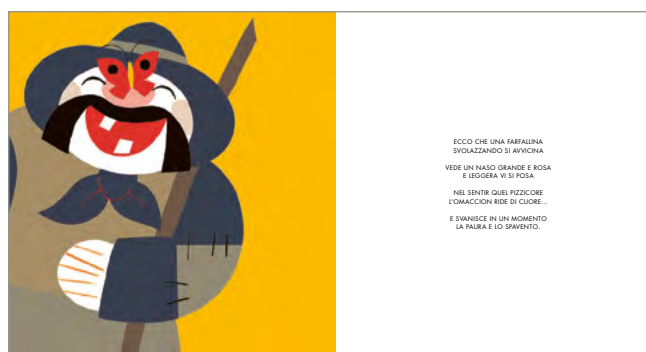 ECCO CHE UNA FARFALLINA
SVOLAZZANDO SI AVVICINA
VEDE UN NASO GRANDE E ROSA
E LEGGERA VI SI POSA
NEL SENTIR QUEL PIZZICORE
L'OMACCION RIDE DI CUORE...
E SVANISCE IN UN MOMENTO
LA PAURA E LO SPAVENTO.